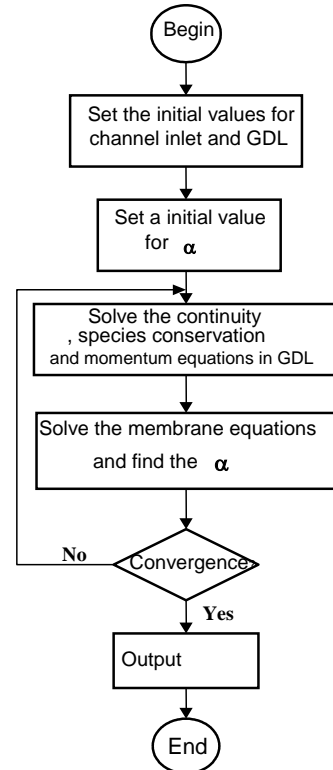 Begin
Set the initial values for
channel inlet and GDL
Set a initial value
for α
Solve the continuity
, species conservation
and momentum equations in GDL
Solve the membrane equations
and find the α
Convergence?
No
Yes
Output
End